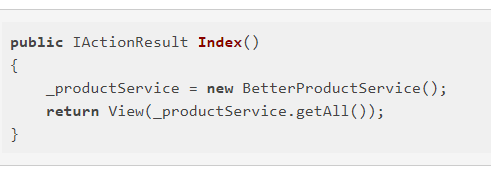 public IActionResult Index()
{
    _productService = new BetterProductService();
    return View(_productService.getAll());
}